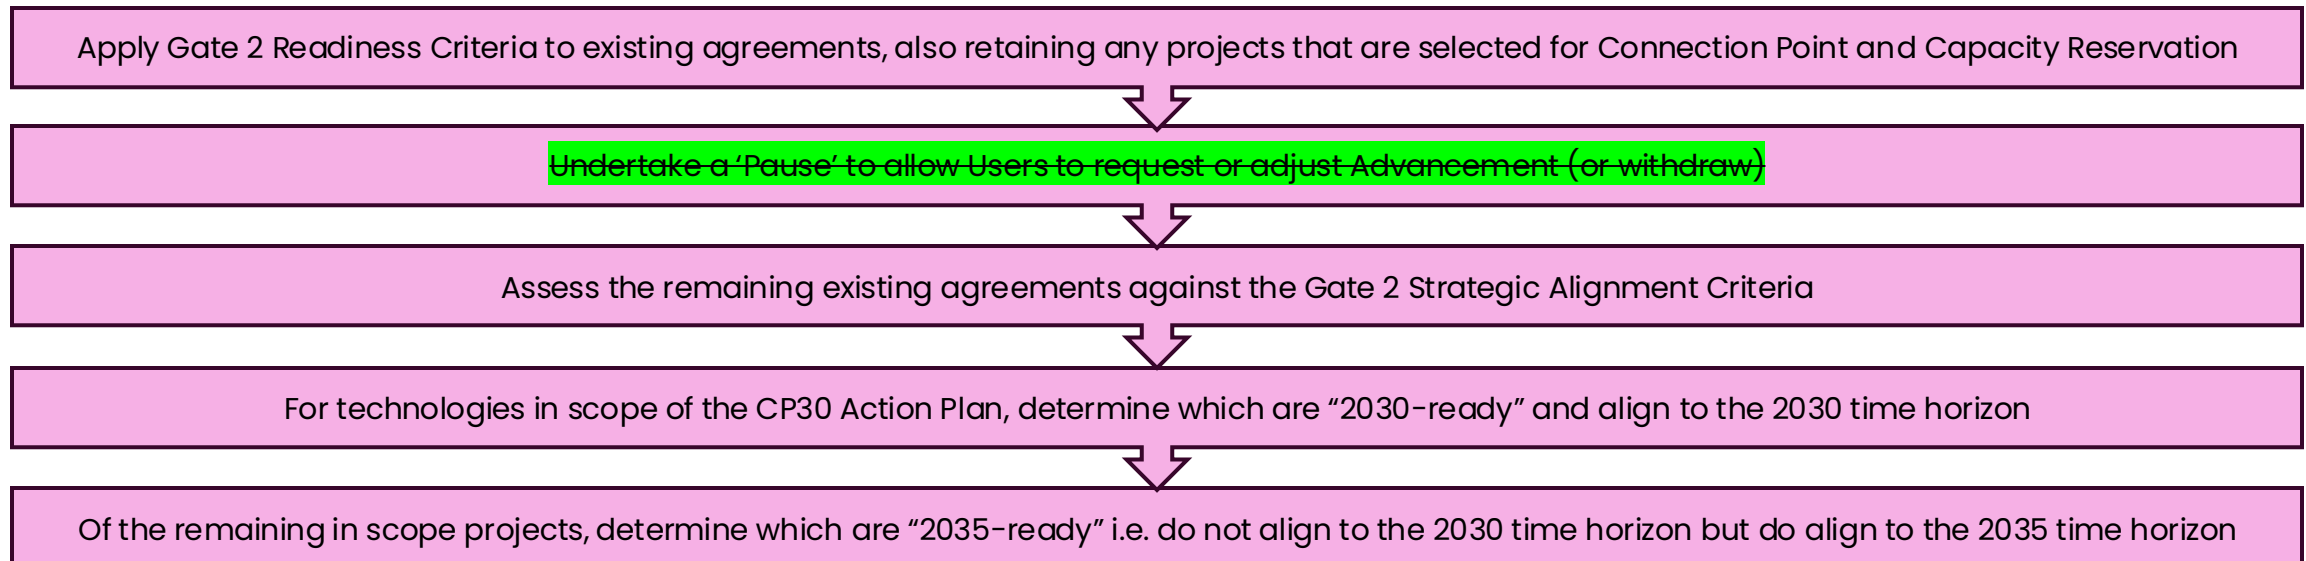 Apply Gate 2 Readiness Criteria to existing agreements, also retaining any projects that are selected for Connection Point and Capacity Reservation
Undertake a ‘Pause’ to allow Users to request or adjust Advancement (or withdraw)
Assess the remaining existing agreements against the Gate 2 Strategic Alignment Criteria
For technologies in scope of the CP30 Action Plan, determine which are “2030-ready” and align to the 2030 time horizon
Of the remaining in scope projects, determine which are “2035-ready” i.e. do not align to the 2030 time horizon but do align to the 2035 time horizon